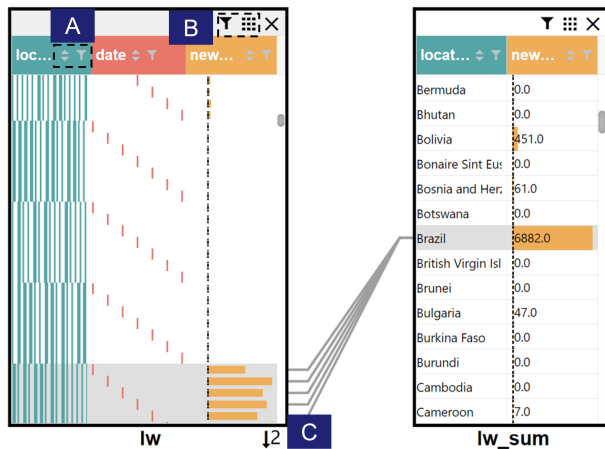 A
B
loc...
date
new...
locat...
new...
Bermuda 0.0
Bhutan 0.0
Bolivia 451.0
Bonaire Sint Eus 0.0
Bosnia and Herz 61.0
Botswana 0.0
Brazil 6882.0
British Virgin Isl 0.0
Brunei 0.0
Bulgaria 47.0
Burkina Faso 0.0
Burundi 0.0
Cambodia 0.0
Cameroon 7.0
C
lw
2
lw_sum